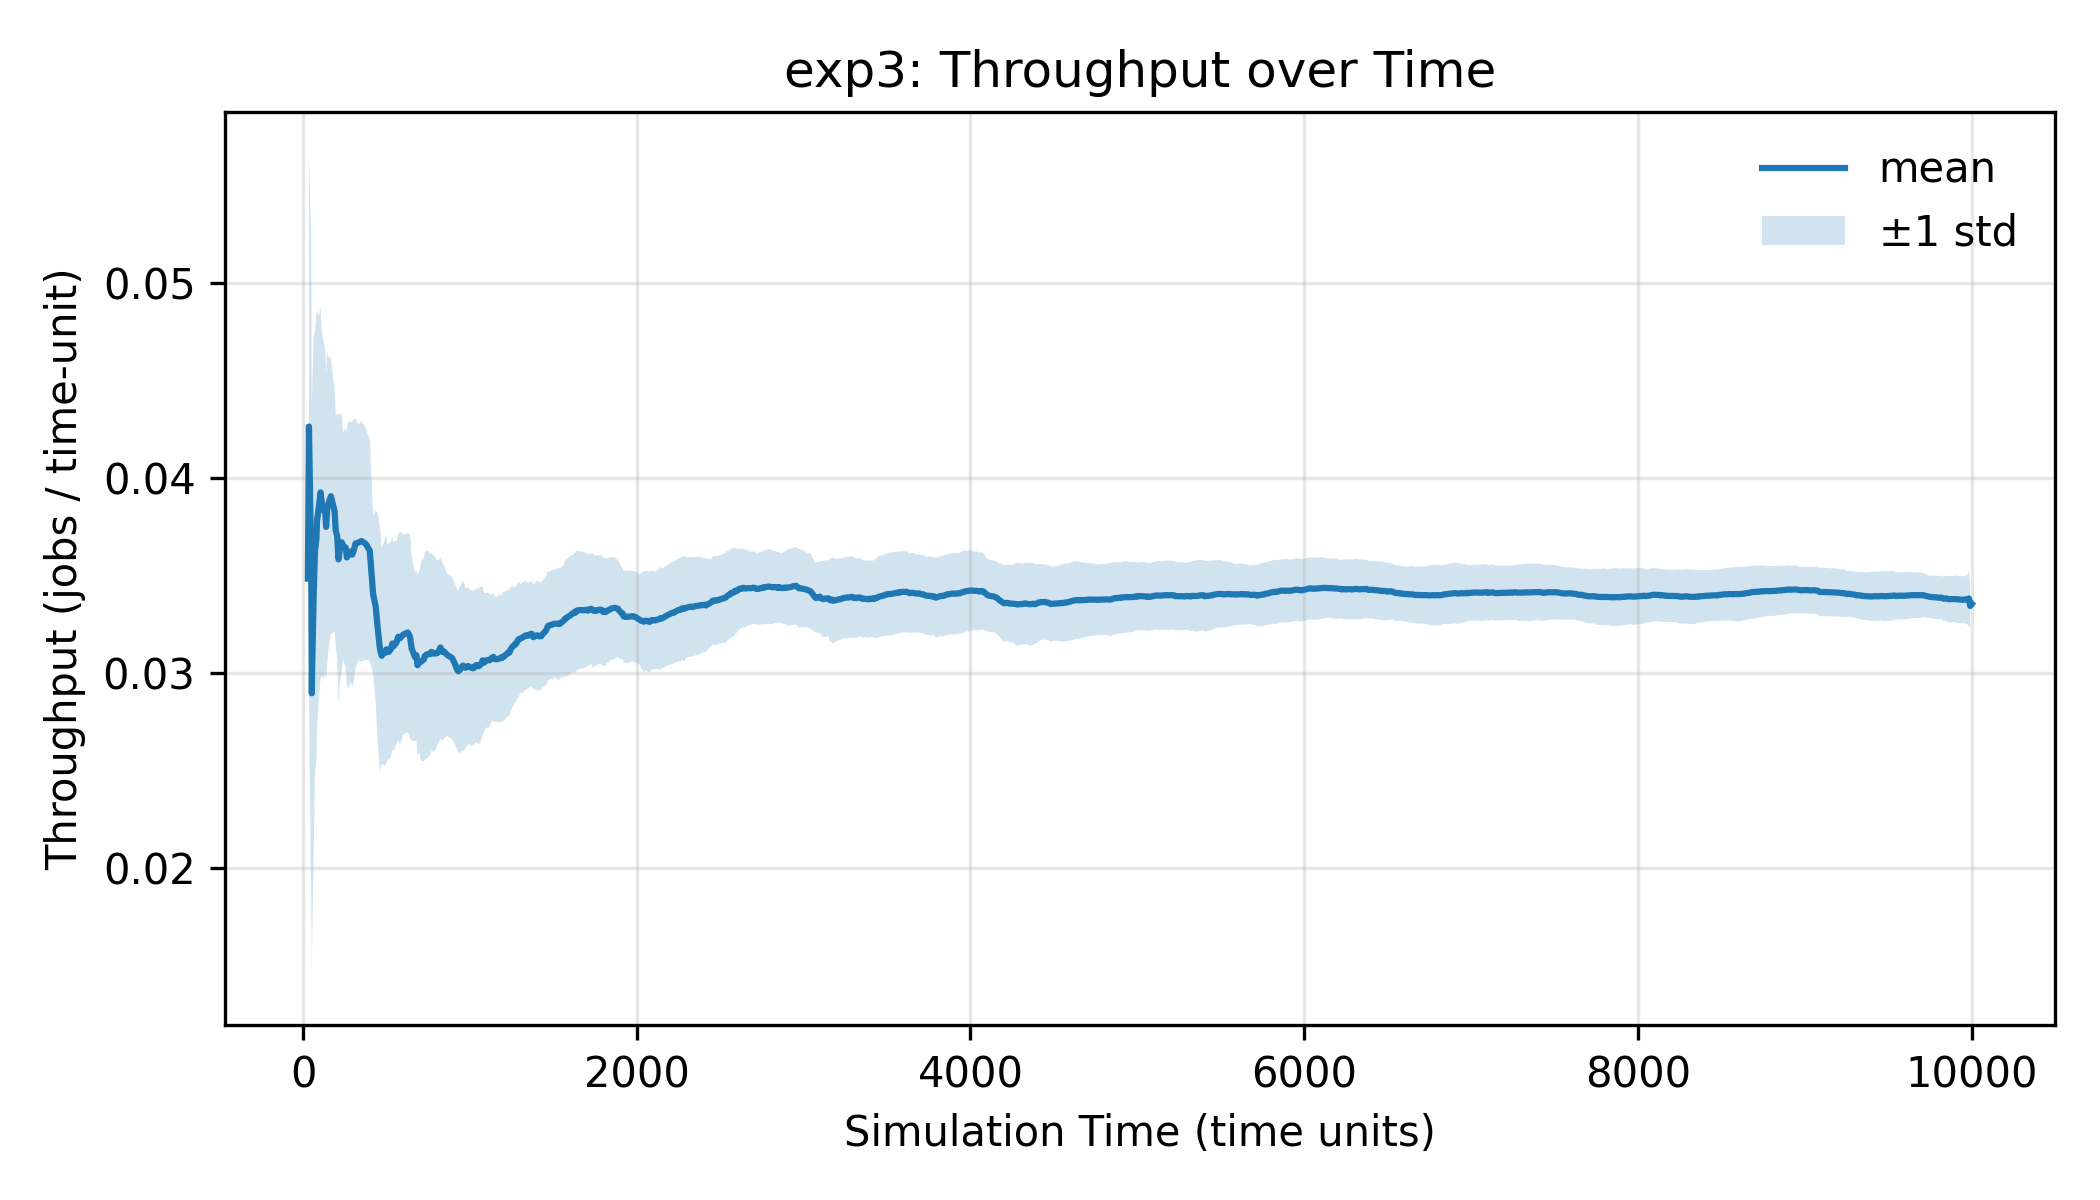 exp3: Throughput over Time
mean
±1 std
Throughput (jobs / time-unit)
0.05
0.04
0.03
0.02
0 2000 4000 6000 8000 10000
Simulation Time (time units)